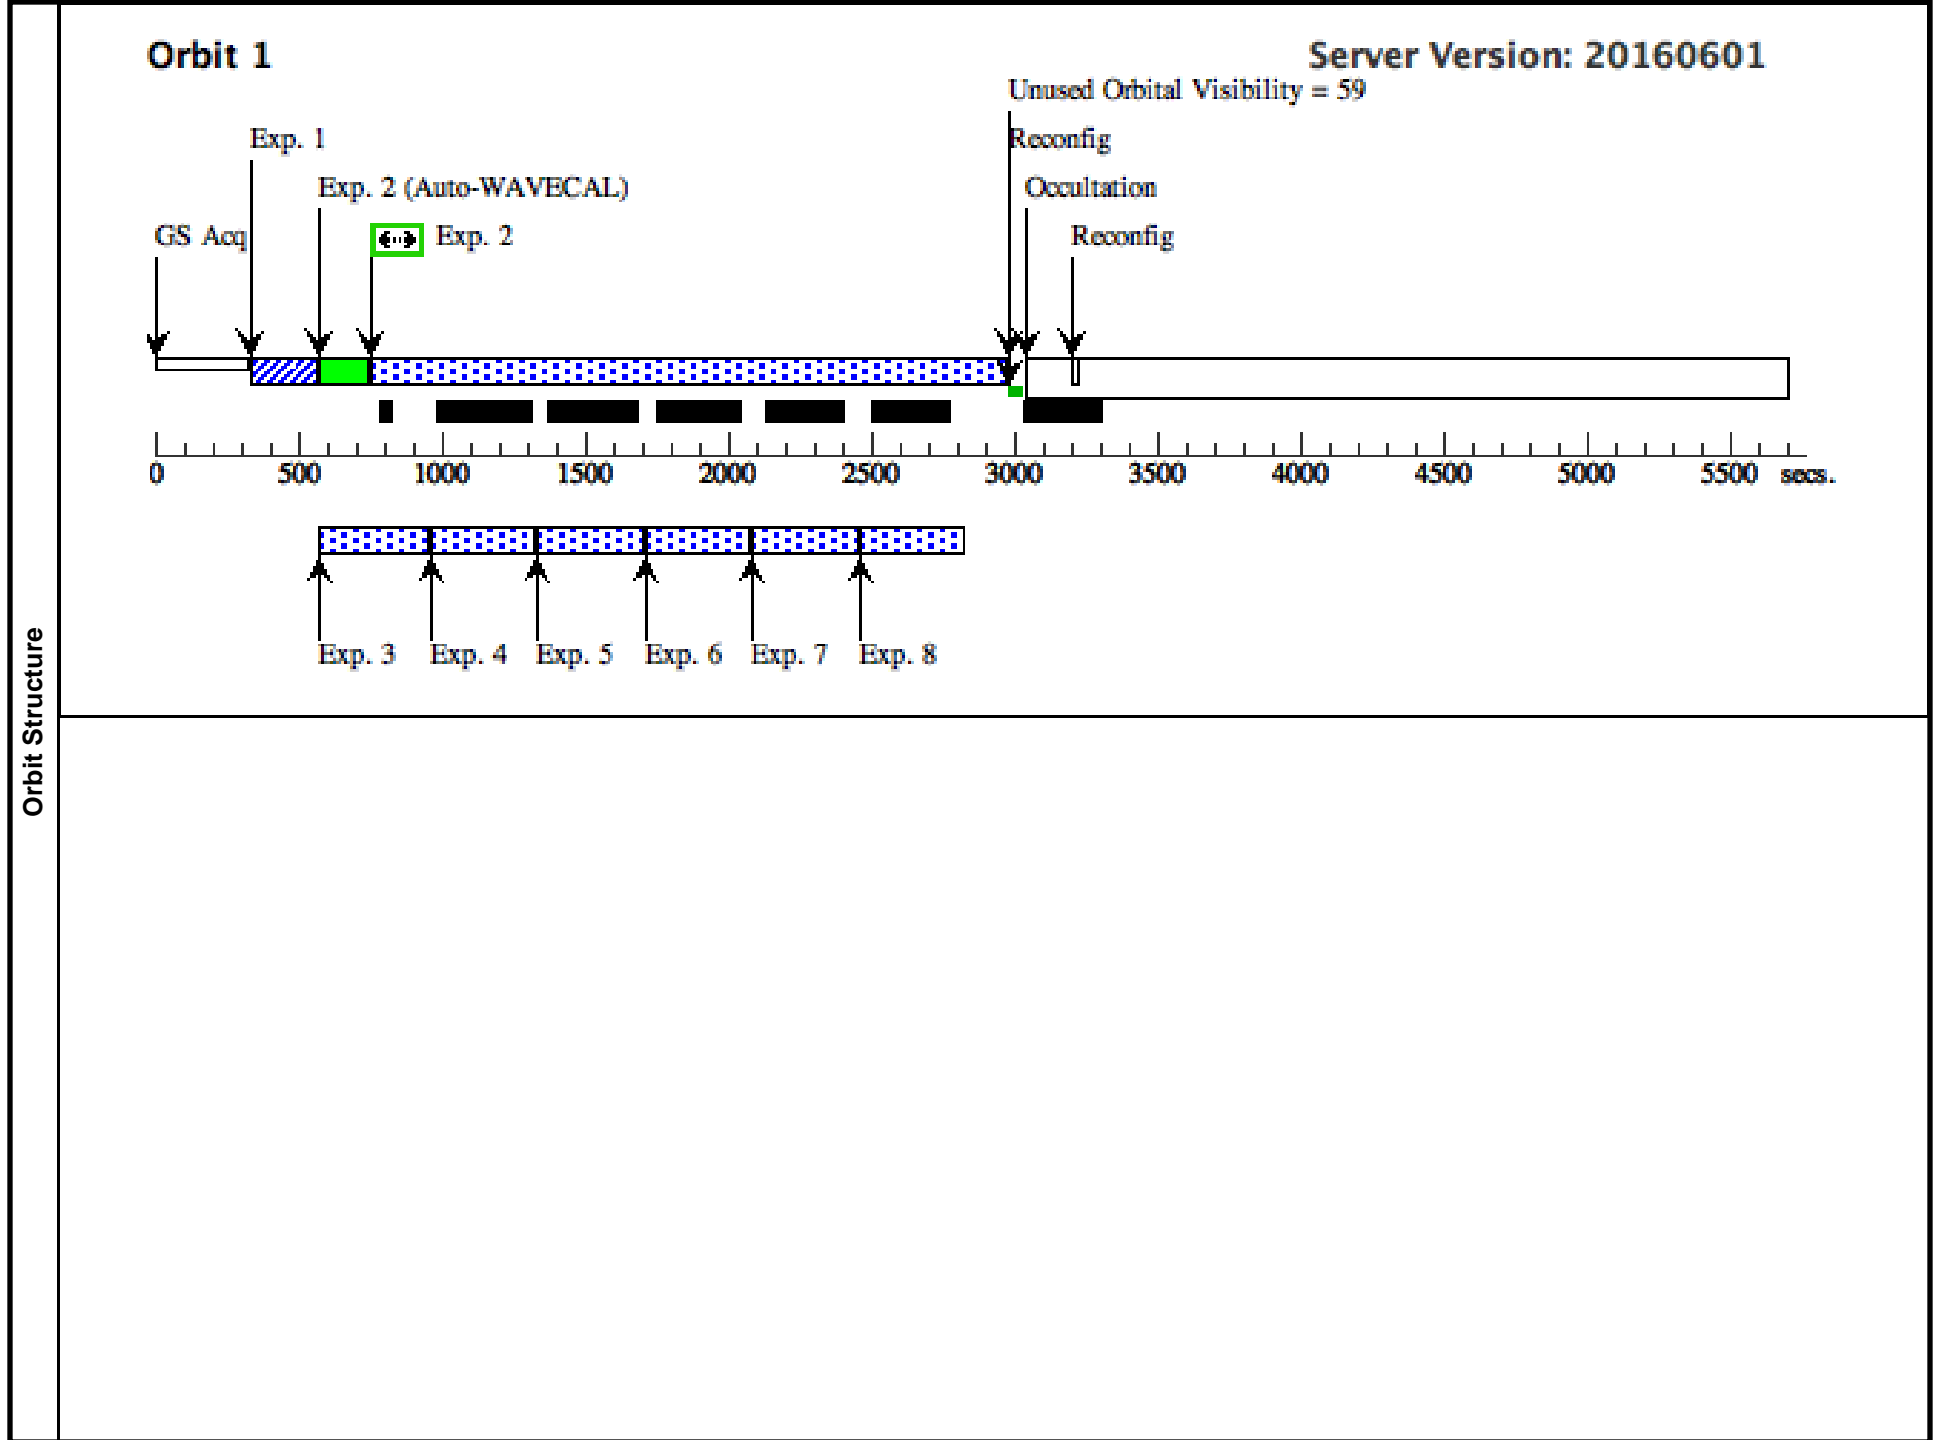 Orbit 1
Server Version: 20160601
Unused Orbital Visibility = 59
Exp. 1
Reconfig
Exp. 2 (Auto-WAVECAL)
Occultation
GS Acq
Exp. 2
Reconfig
0 500 1000 1500 2000 2500 3000 3500 4000 4500 5000 5500 secs.
Exp. 3 Exp. 4 Exp. 5 Exp. 6 Exp. 7 Exp. 8
Orbit Structure